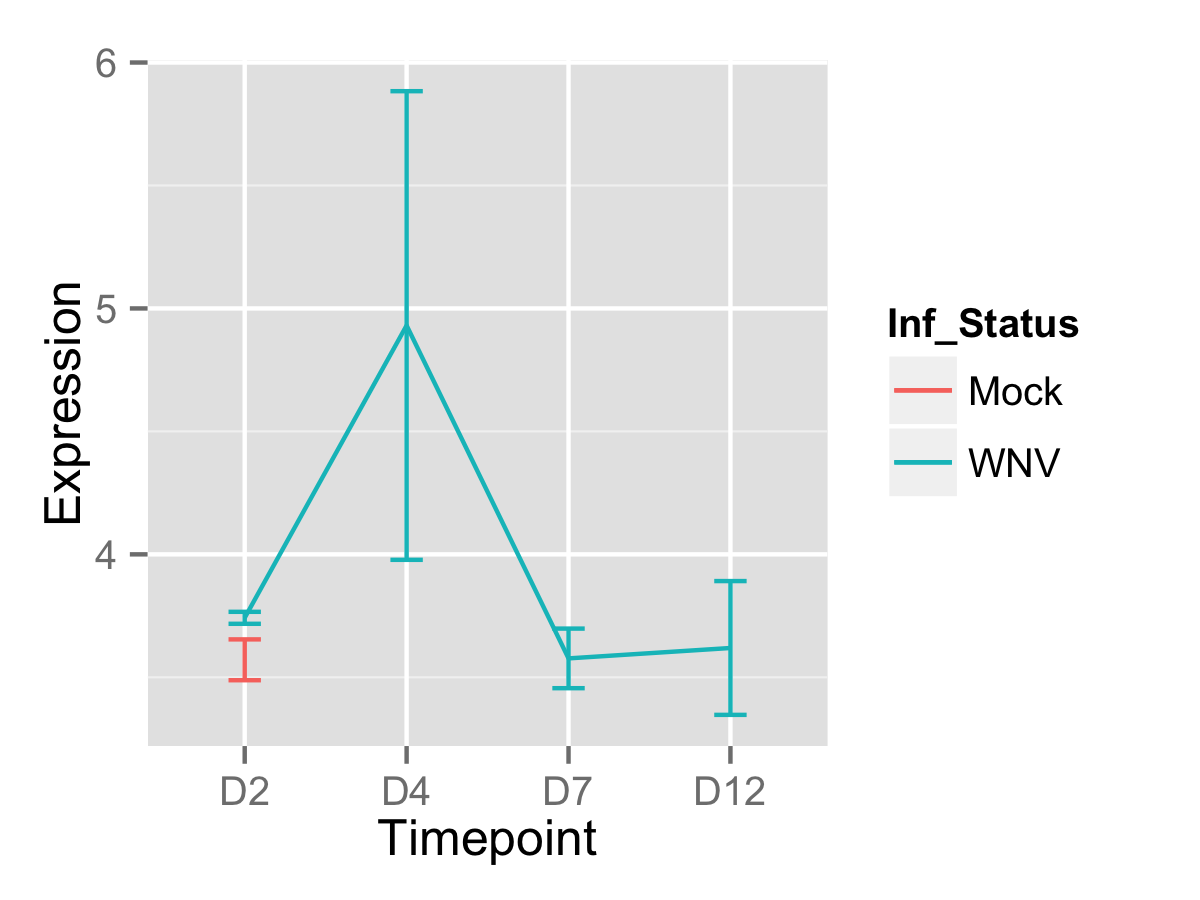 6
5
4
Expression
D2 D4 D7 D12
Timepoint
Inf_Status
Mock
WNV